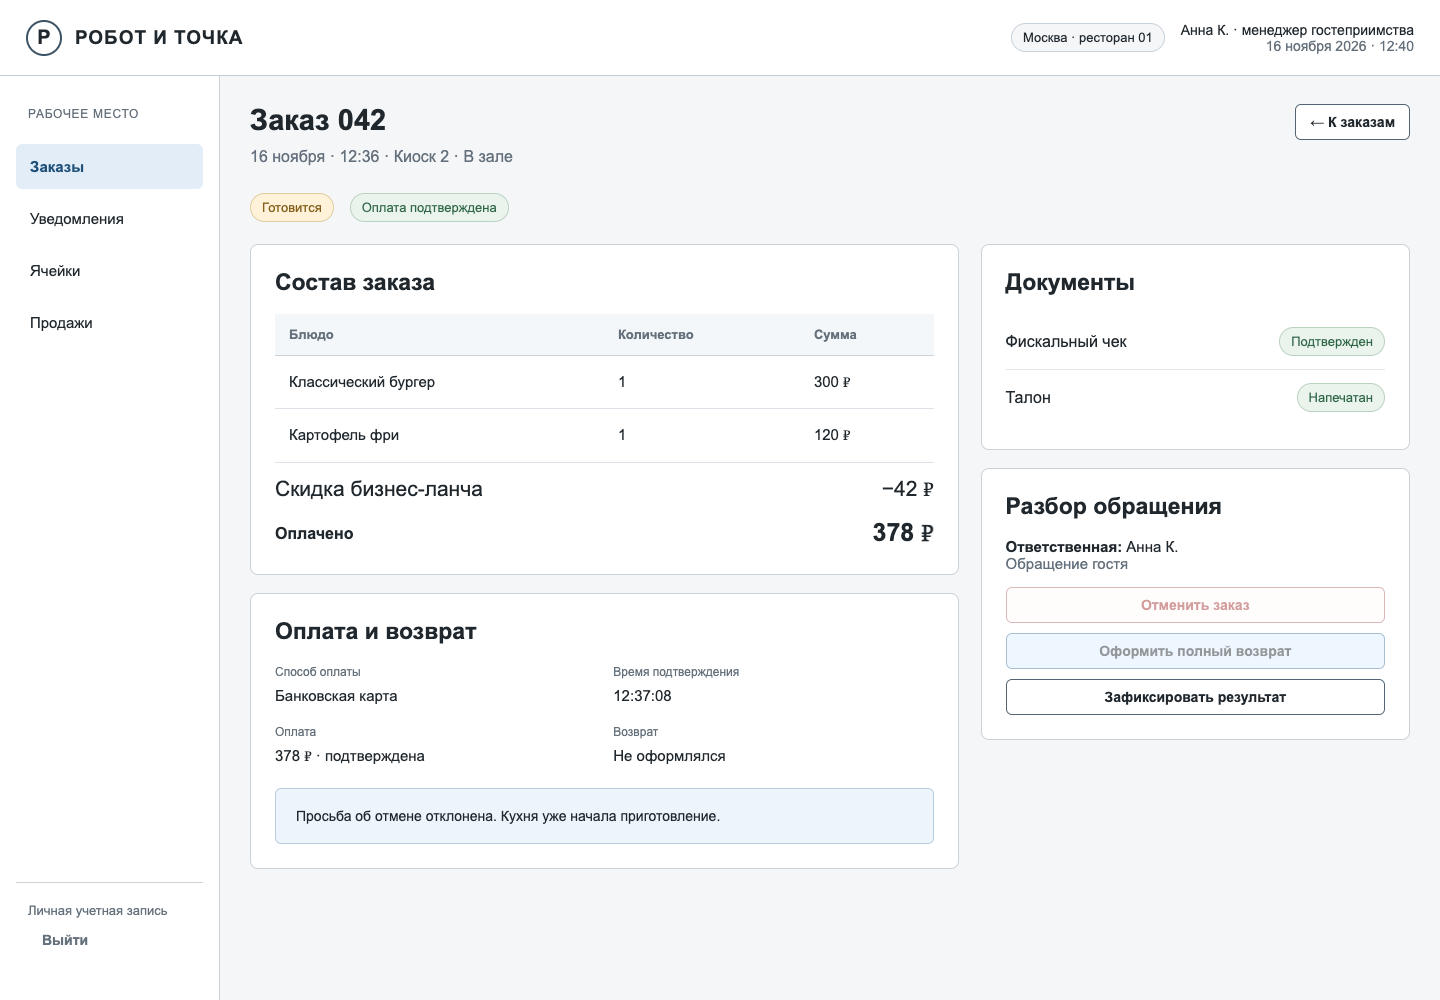 Р РОБОТ И ТОЧКА
Москва · ресторан 01
Анна К. · менеджер гостеприимства
16 ноября 2026 · 12:40
РАБОЧЕЕ МЕСТО
Заказы
Уведомления
Ячейки
Продажи
Личная учетная запись
Выйти
Заказ 042
← К заказам
16 ноября · 12:36 · Киоск 2 · В зале
Готовится
Оплата подтверждена
Состав заказа
Блюдо Количество Сумма
Классический бургер 1 300 ₽
Картофель фри 1 120 ₽
Скидка бизнес-ланча −42 ₽
Оплачено 378 ₽
Оплата и возврат
Способ оплаты
Банковская карта
Время подтверждения
12:37:08
Оплата
378 ₽ · подтверждена
Возврат
Не оформлялся
Просьба об отмене отклонена. Кухня уже начала приготовление.
Документы
Фискальный чек Подтвержден
Талон Напечатан
Разбор обращения
Ответственная: Анна К.
Обращение гостя
Отменить заказ
Оформить полный возврат
Зафиксировать результат